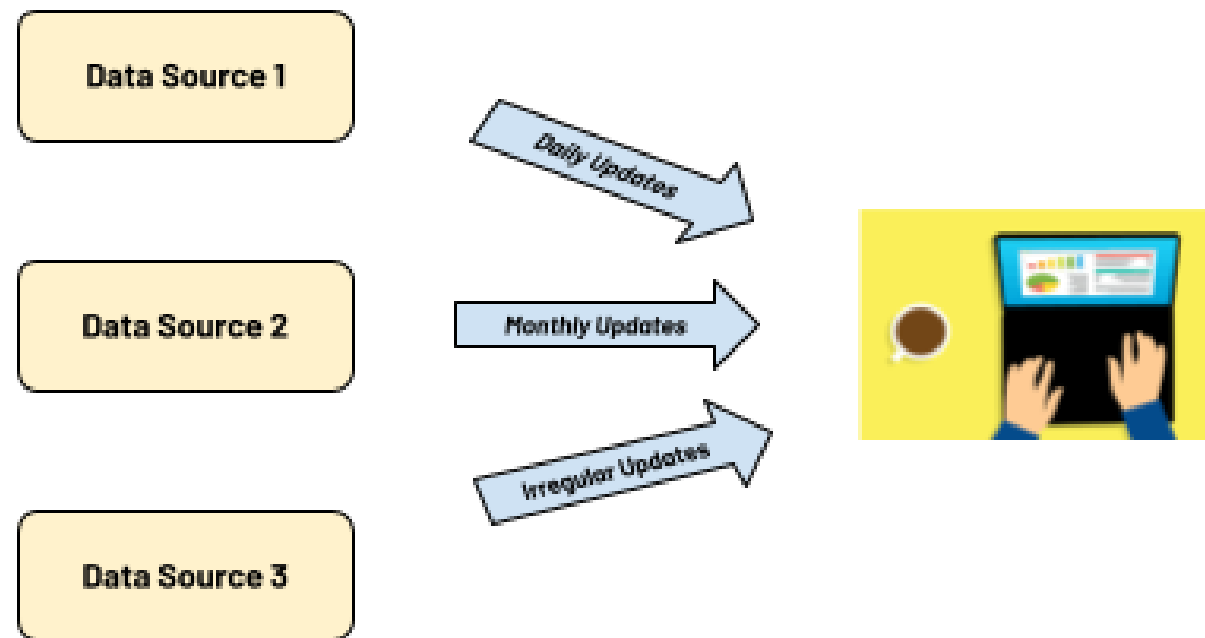 Data Source 1
Daily Updates
Data Source 2
Monthly Updates
Irregular Updates
Data Source 3